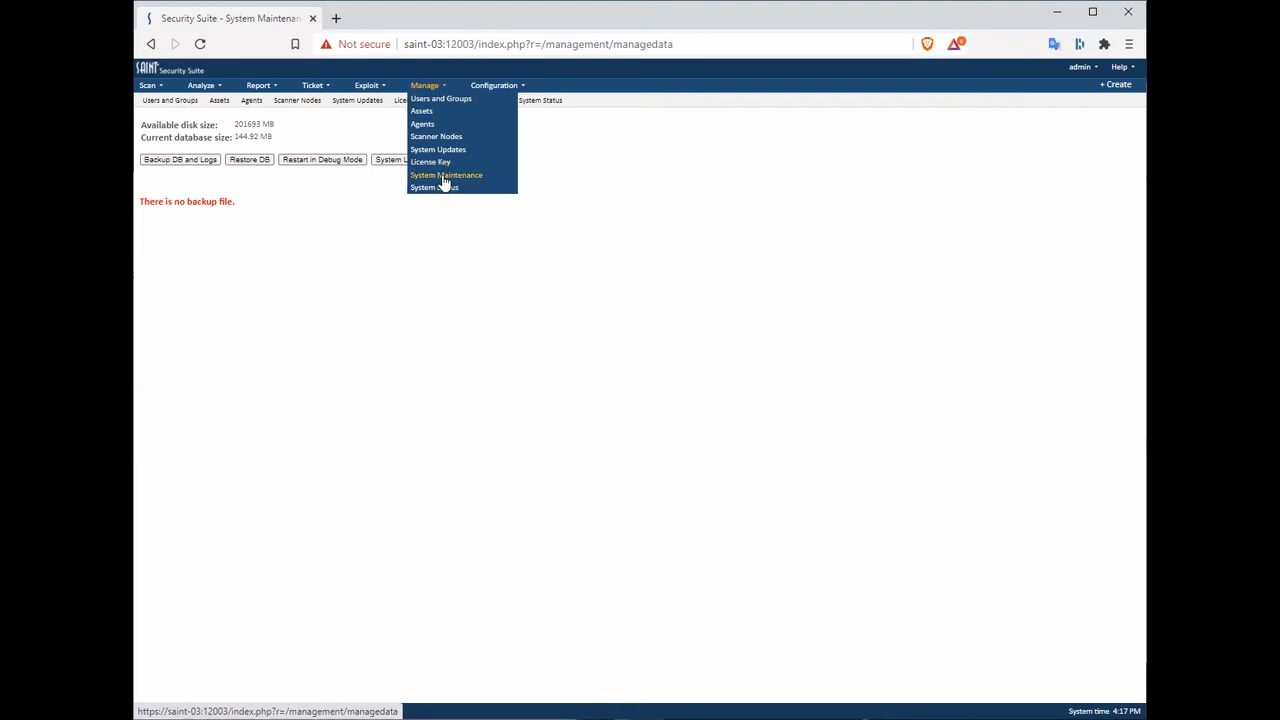 Security Suite - System Maintenan
Not secure
saint-03:12003/index.php?r=/management/managedata
SAINT Security Suite
admin
Help
Scan
Analyze
Report
Ticket
Exploit
Manage
Configuration
+ Create
Users and Groups
Assets
Agents
Scanner Nodes
System Updates
System Status
Users and Groups
Assets
Agents
Scanner Nodes
System Updates
License Key
System Maintenance
Available disk size: 201693 MB
Current database size: 144.92 MB
Backup DB and Logs
Restore DB
Restart in Debug Mode
There is no backup file.
https://saint-03:12003/index.php?r=/management/managedata
System time 4:17 PM